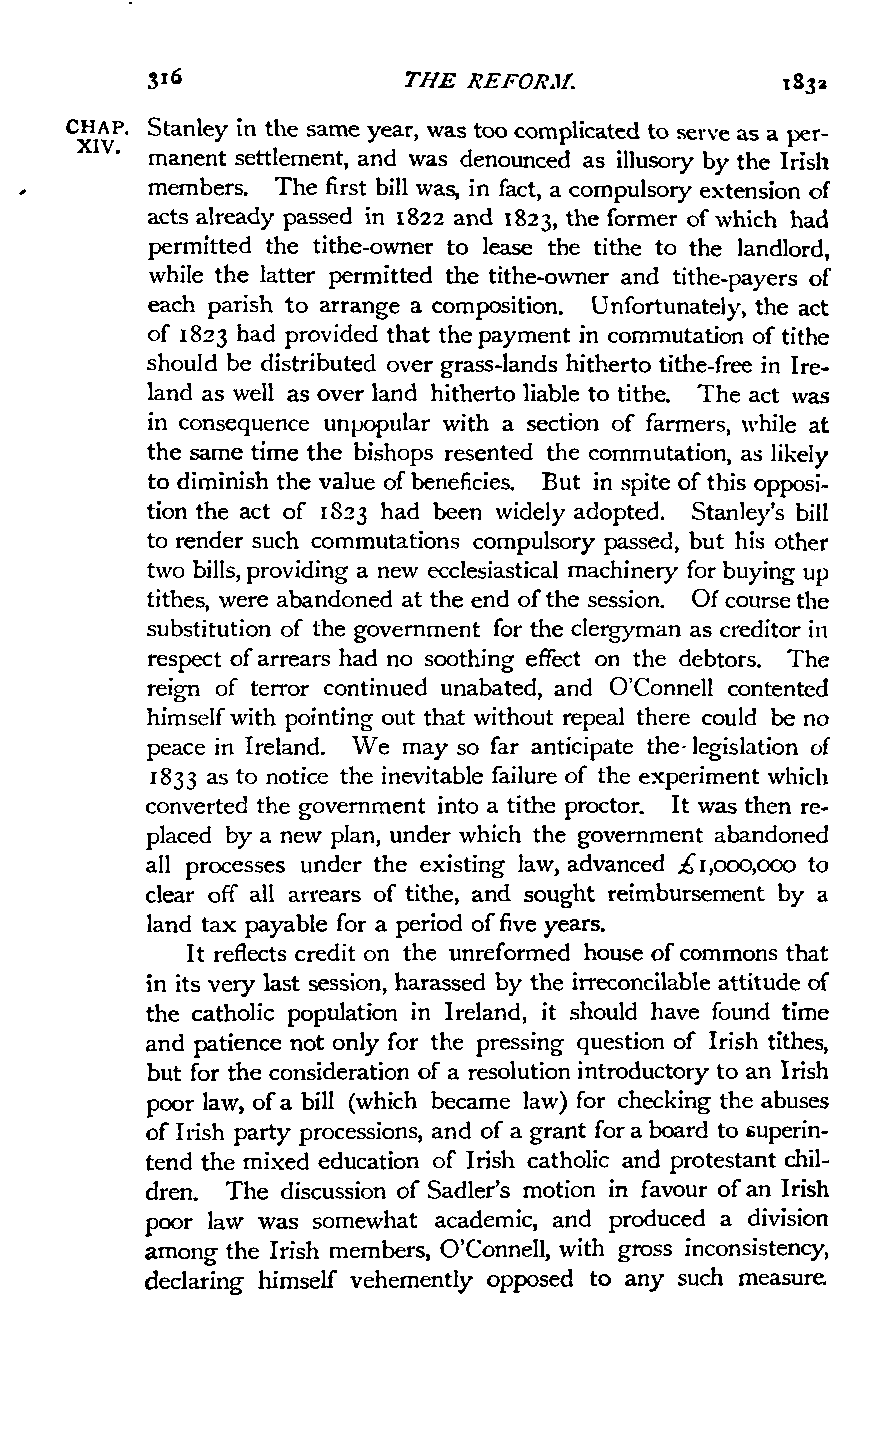 316 THE REFORM. 1832
CHAP. XIV.
Stanley in the same year, was too complicated to serve as a per-
manent settlement, and was denounced as illusory by the Irish
members. The first bill was, in fact, a compulsory extension of
acts already passed in 1822 and 1823, the former of which had
permitted the tithe-owner to lease the tithe to the landlord,
while the latter permitted the tithe-owner and tithe-payers of
each parish to arrange a composition. Unfortunately, the act
of 1823 had provided that the payment in commutation of tithe
should be distributed over grass-lands hitherto tithe-free in Ire-
land as well as over land hitherto liable to tithe. The act was
in consequence unpopular with a section of farmers, while at
the same time the bishops resented the commutation, as likely
to diminish the value of beneficies. But in spite of this opposi-
tion the act of 1823 had been widely adopted. Stanley's bill
to render such commutations compulsory passed, but his other
two bills, providing a new ecclesiastical machinery for buying up
tithes, were abandoned at the end of the session. Of course the
substitution of the government for the clergyman as creditor in
respect of arrears had no soothing effect on the debtors. The
reign of terror continued unabated, and O'Connell contented
himself with pointing out that without repeal there could be no
peace in Ireland. We may so far anticipate the legislation of
1833 as to notice the inevitable failure of the experiment which
converted the government into a tithe proctor. It was then re-
placed by a new plan, under which the government abandoned
all processes under the existing law, advanced £1,000,000 to
clear off all arrears of tithe, and sought reimbursement by a
land tax payable for a period of five years.
It reflects credit on the unreformed house of commons that
in its very last session, harassed by the irreconcilable attitude of
the catholic population in Ireland, it should have found time
and patience not only for the pressing question of Irish tithes,
but for the consideration of a resolution introductory to an Irish
poor law, of a bill (which became law) for checking the abuses
of Irish party processions, and of a grant for a board to superin-
tend the mixed education of Irish catholic and protestant chil-
dren. The discussion of Sadler's motion in favour of an Irish
poor law was somewhat academic, and produced a division
among the Irish members, O'Connell, with gross inconsistency,
declaring himself vehemently opposed to any such measure.